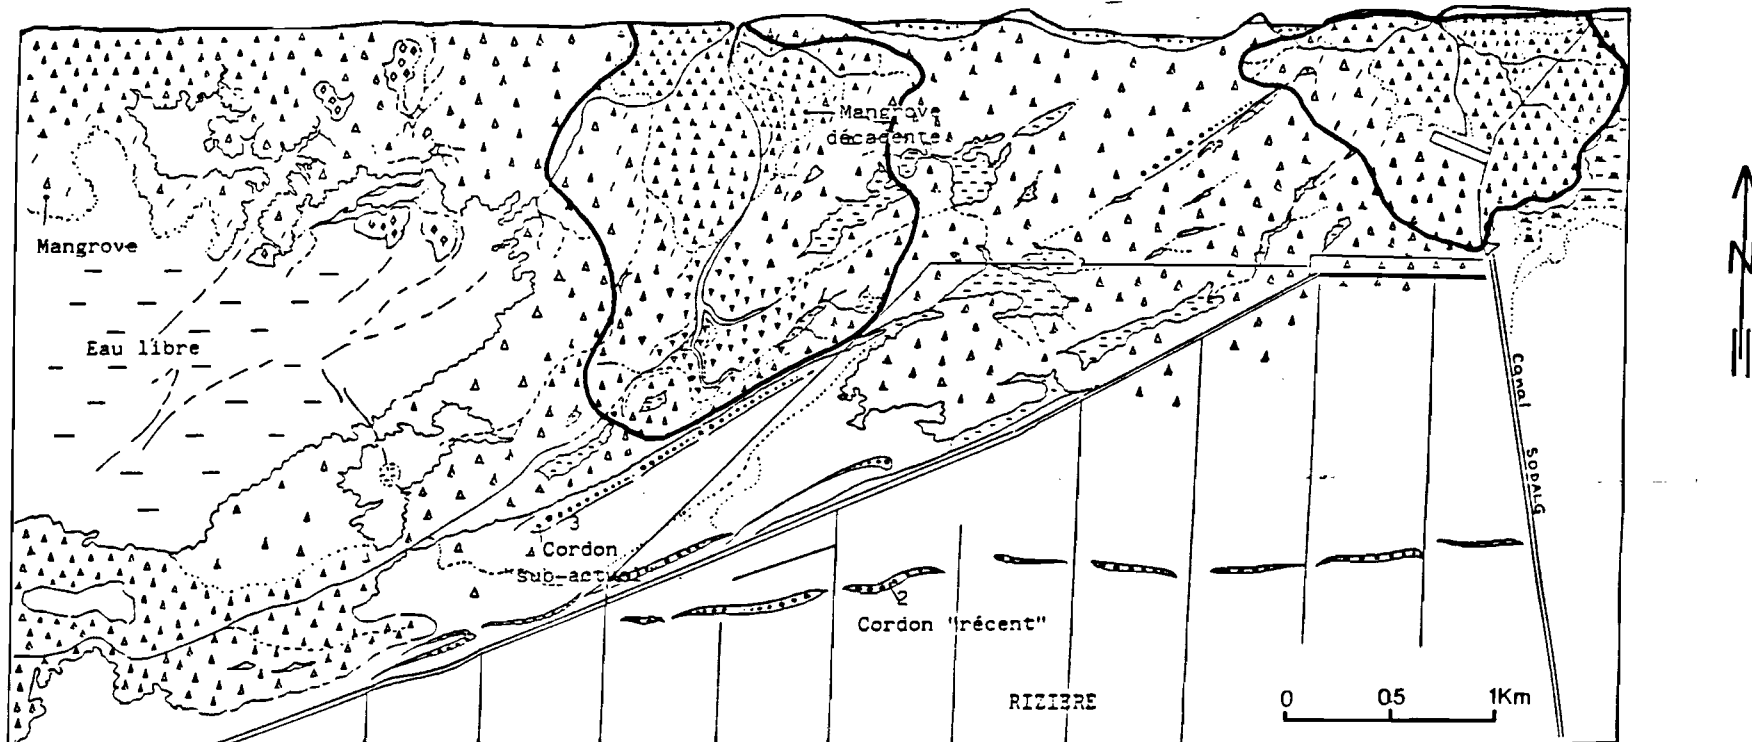 Mangrove
décadente
Mangrove
N
Eau libre
Canal SODALG
3
Cordon
"sub-actuel"
2
Cordon "récent"
RIZIERE
0 0.5 1Km